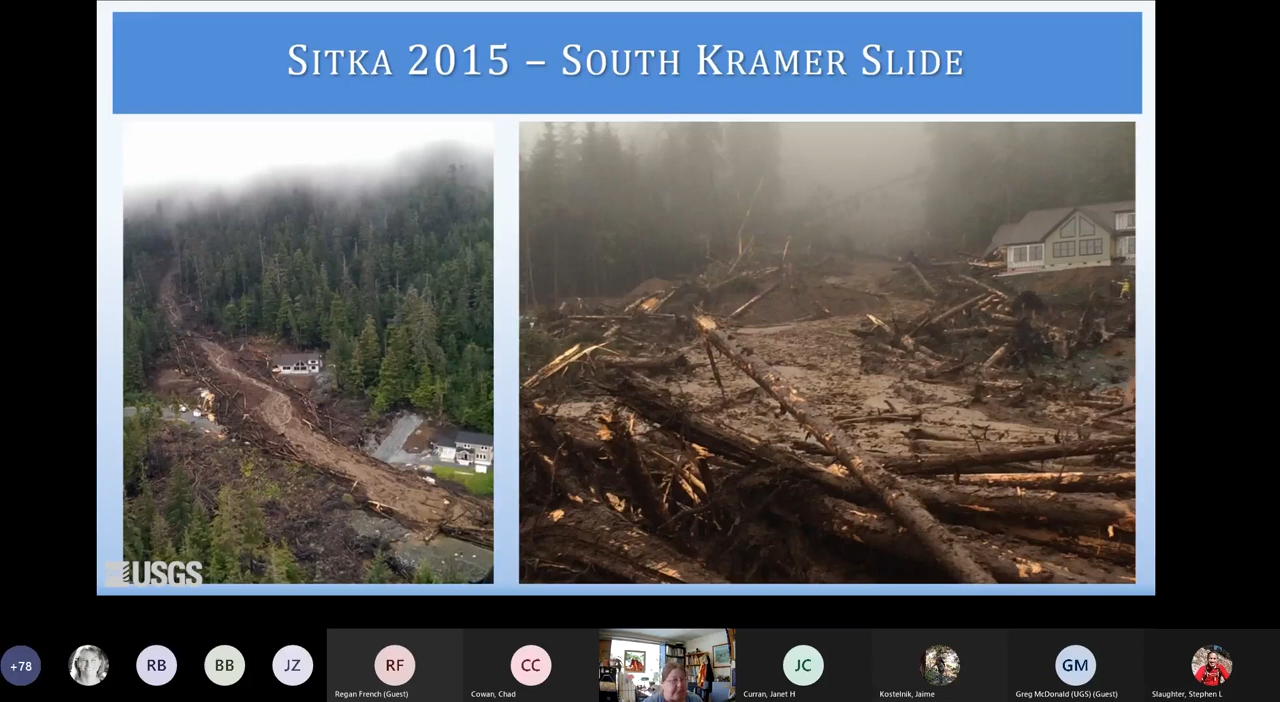 SITKA 2015 – SOUTH KRAMER SLIDE
USGS
+78
RB
BB
JZ
RF
CC
JC
GM
Regan French (Guest)
Cowan, Chad
Curran, Janet H
Kostelnik, Jaime
Greg McDonald (UGS) (Guest)
Slaughter, Stephen L